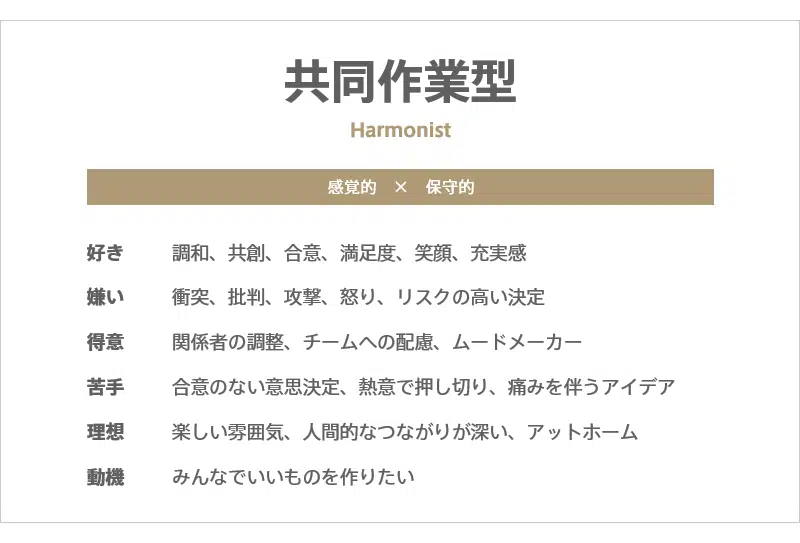 共同作業型
Harmonist
感覚的 × 保守的
好き 調和、共創、合意、満足度、笑顔、充実感
嫌い 衝突、批判、攻撃、怒り、リスクの高い決定
得意 関係者の調整、チームへの配慮、ムードメーカー
苦手 合意のない意思決定、熱意で押し切り、痛みを伴うアイデア
理想 楽しい雰囲気、人間的なつながりが深い、アットホーム
動機 みんなでいいものを作りたい